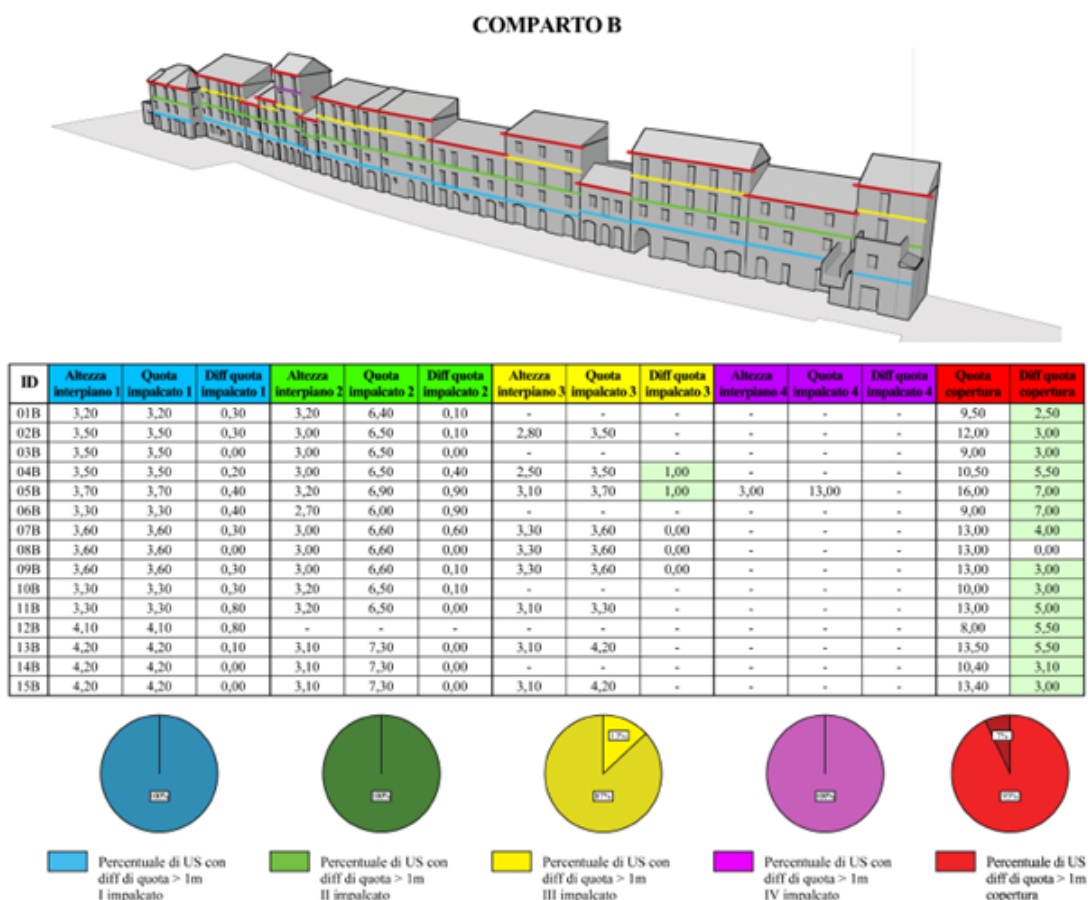 COMPARTO B
ID Altezza interpiano 1 Quota impalcato 1 Diff quota impalcato 1 Altezza interpiano 2 Quota impalcato 2 Diff quota impalcato 2 Altezza interpiano 3 Quota impalcato 3 Diff quota impalcato 3 Altezza interpiano 4 Quota impalcato 4 Diff quota impalcato 4 Quota copertura Diff quota copertura
01B 3,20 3,20 0,30 3,20 6,40 0,10 - - - - - - 9,50 2,50
02B 3,50 3,50 0,30 3,00 6,50 0,10 2,80 3,50 - - - - 12,00 3,00
03B 3,50 3,50 0,00 3,00 6,50 0,00 - - - - - - 9,00 3,00
04B 3,50 3,50 0,20 3,00 6,50 0,40 2,50 3,50 1,00 - - - 10,50 5,50
05B 3,70 3,70 0,40 3,20 6,90 0,90 3,10 3,70 1,00 3,00 13,00 - 16,00 7,00
06B 3,30 3,30 0,40 2,70 6,00 0,90 - - - - - - 9,00 7,00
07B 3,60 3,60 0,30 3,00 6,60 0,60 3,30 3,60 0,00 - - - 13,00 4,00
08B 3,60 3,60 0,00 3,00 6,60 0,00 3,30 3,60 0,00 - - - 13,00 0,00
09B 3,60 3,60 0,30 3,00 6,60 0,10 3,30 3,60 0,00 - - - 13,00 3,00
10B 3,30 3,30 0,30 3,20 6,50 0,10 - - - - - - 10,00 3,00
11B 3,30 3,30 0,80 3,20 6,50 0,00 3,10 3,30 - - - - 13,00 5,00
12B 4,10 4,10 0,80 - - - - - - - - - 8,00 5,50
13B 4,20 4,20 0,10 3,10 7,30 0,00 3,10 4,20 - - - - 13,50 5,50
14B 4,20 4,20 0,00 3,10 7,30 0,00 - - - - - - 10,40 3,10
15B 4,20 4,20 0,00 3,10 7,30 0,00 3,10 4,20 - - - - 13,40 3,00
13% 7%
100% 100% 87% 100% 93%
Percentuale di US con
diff di quota > 1m
I impalcato
Percentuale di US con
diff di quota > 1m
II impalcato
Percentuale di US con
diff di quota > 1m
III impalcato
Percentuale di US con
diff di quota > 1m
IV impalcato
Percentuale di US
diff di quota > 1m
copertura